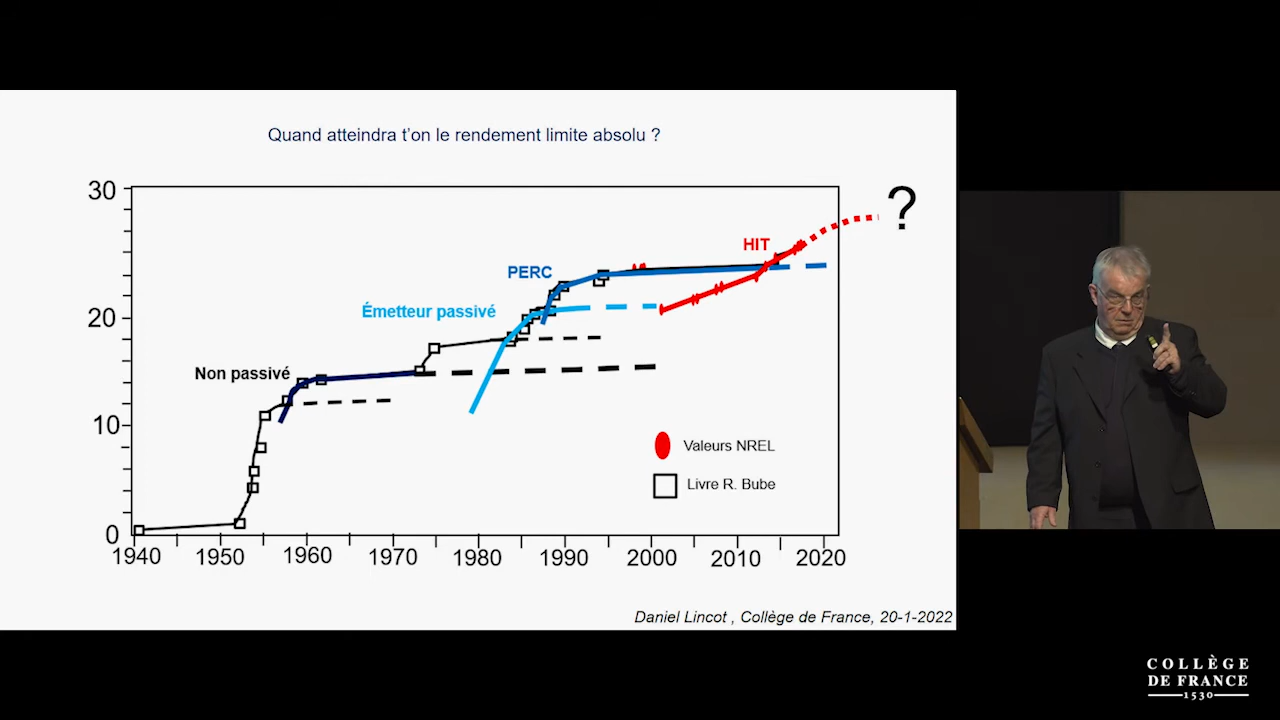 Quand atteindra t'on le rendement limite absolu ?
30
?
HIT
PERC
20
Émetteur passivé
Non passivé
10
Valeurs NREL
Livre R. Bube
0
1940 1950 1960 1970 1980 1990 2000 2010 2020
Daniel Lincot , Collège de France, 20-1-2022
COLLÈGE
DE FRANCE
1530